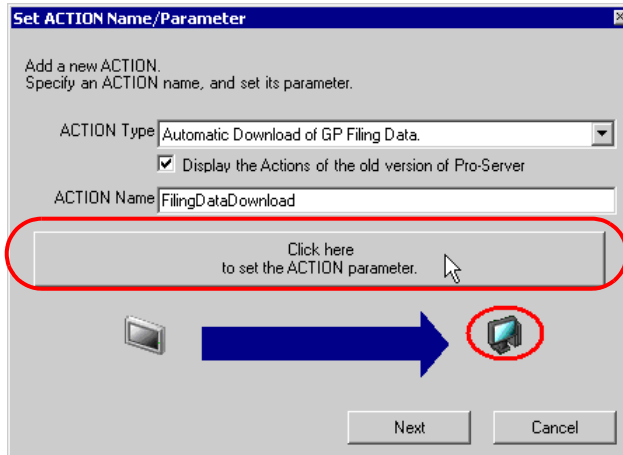 Set ACTION Name/Parameter
Add a new ACTION.
Specify an ACTION name, and set its parameter.
ACTION Type Automatic Download of GP Filing Data.
Display the Actions of the old version of Pro-Server
ACTION Name FilingDataDownload
Click here
to set the ACTION parameter.
Next Cancel